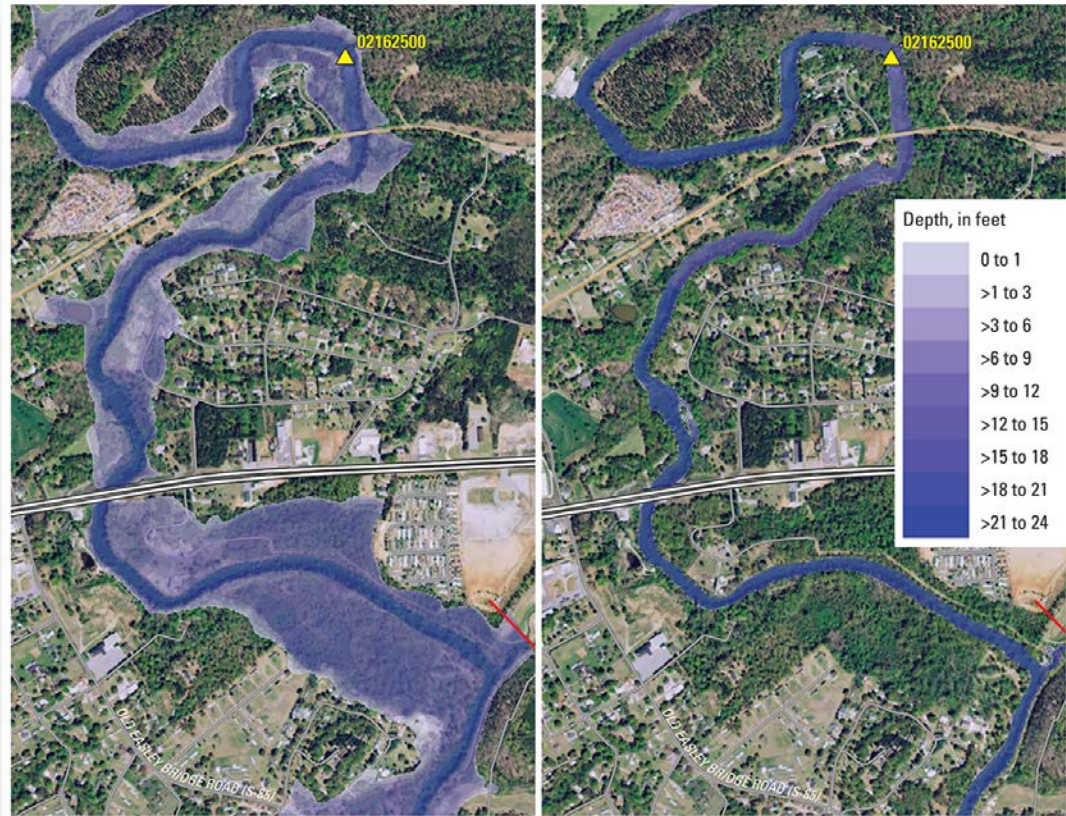 02162500
02162500
Depth, in feet
0 to 1
>1 to 3
>3 to 6
>6 to 9
>9 to 12
>12 to 15
>15 to 18
>18 to 21
>21 to 24
OLD EASLEY BRIDGE ROAD (S-85)
OLD EASLEY BRIDGE ROAD (S-85)